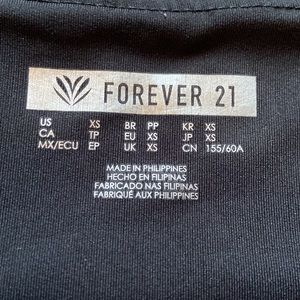 FOREVER 21
US XS BR PP KR XS
CA TP EU XS JP XS
MX/ECU EP UK XS CN 155/60A
MADE IN PHILIPPINES
HECHO EN FILIPINAS
FABRICADO NAS FILIPINAS
FABRIQUÉ AUX PHILIPPINES